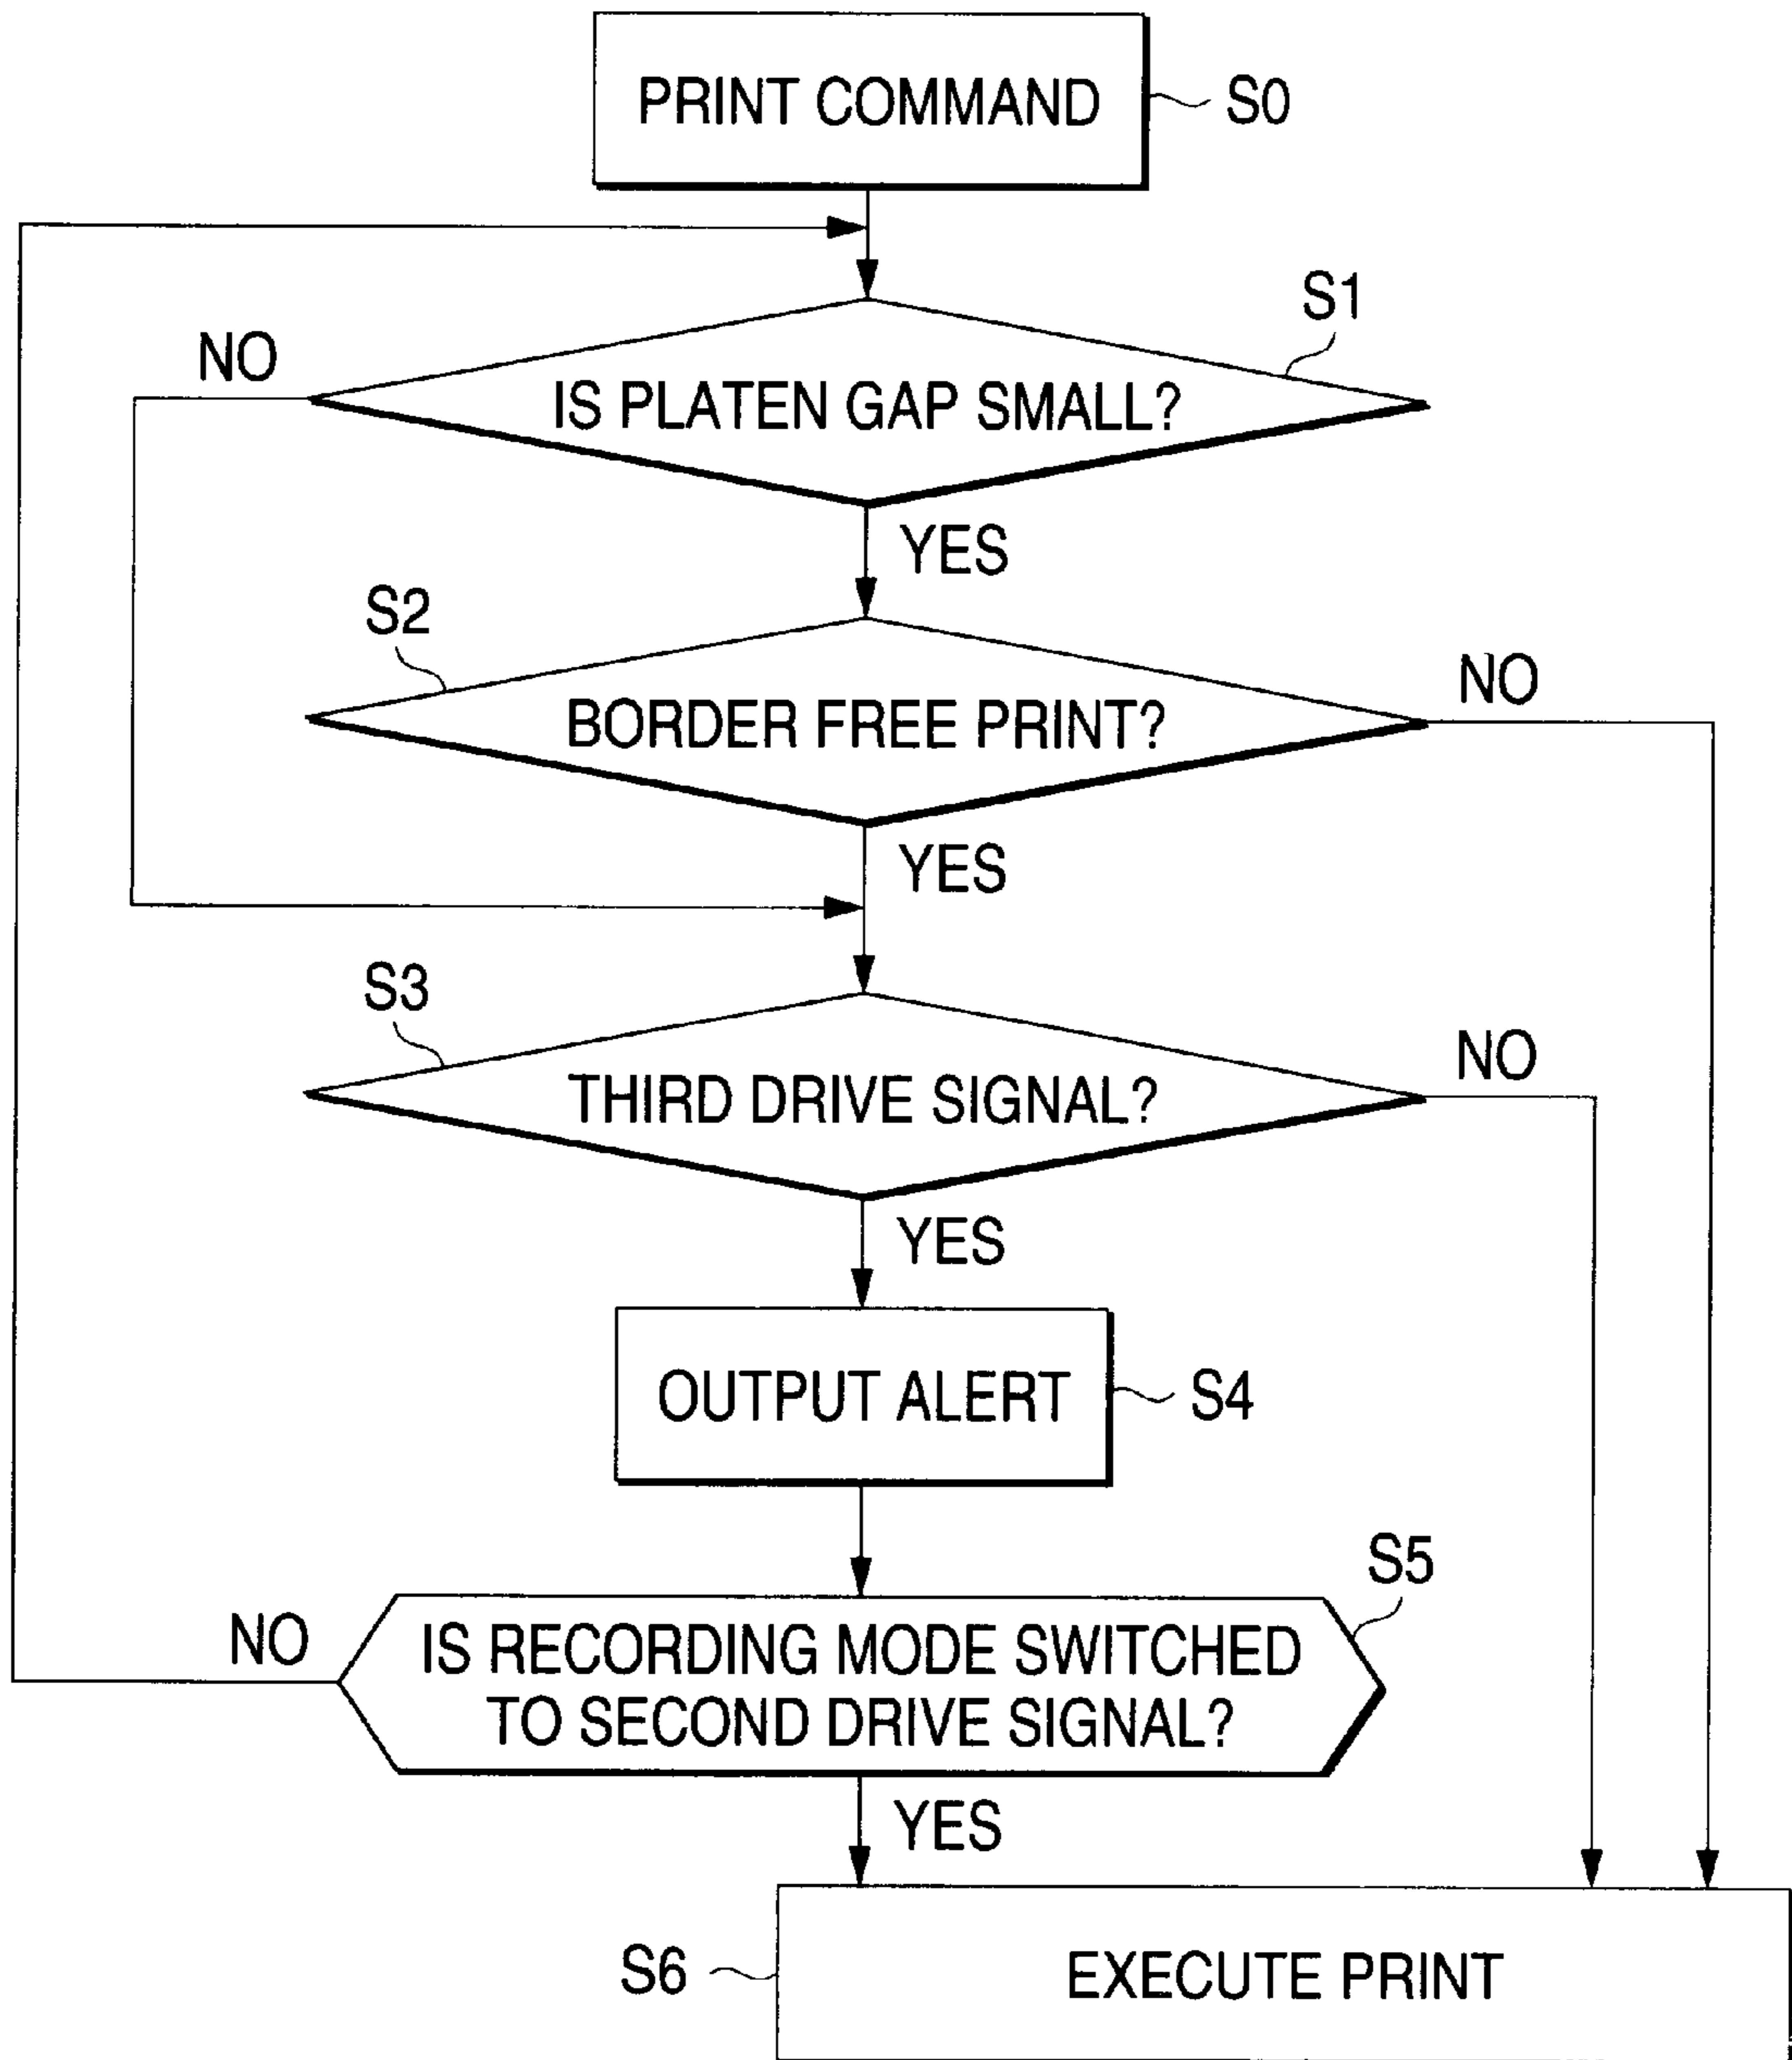 PRINT COMMAND
S0
S1
NO
IS PLATEN GAP SMALL?
YES
S2
NO
BORDER FREE PRINT?
YES
S3
NO
THIRD DRIVE SIGNAL?
YES
OUTPUT ALERT
S4
S5
NO
IS RECORDING MODE SWITCHED
TO SECOND DRIVE SIGNAL?
YES
S6
EXECUTE PRINT